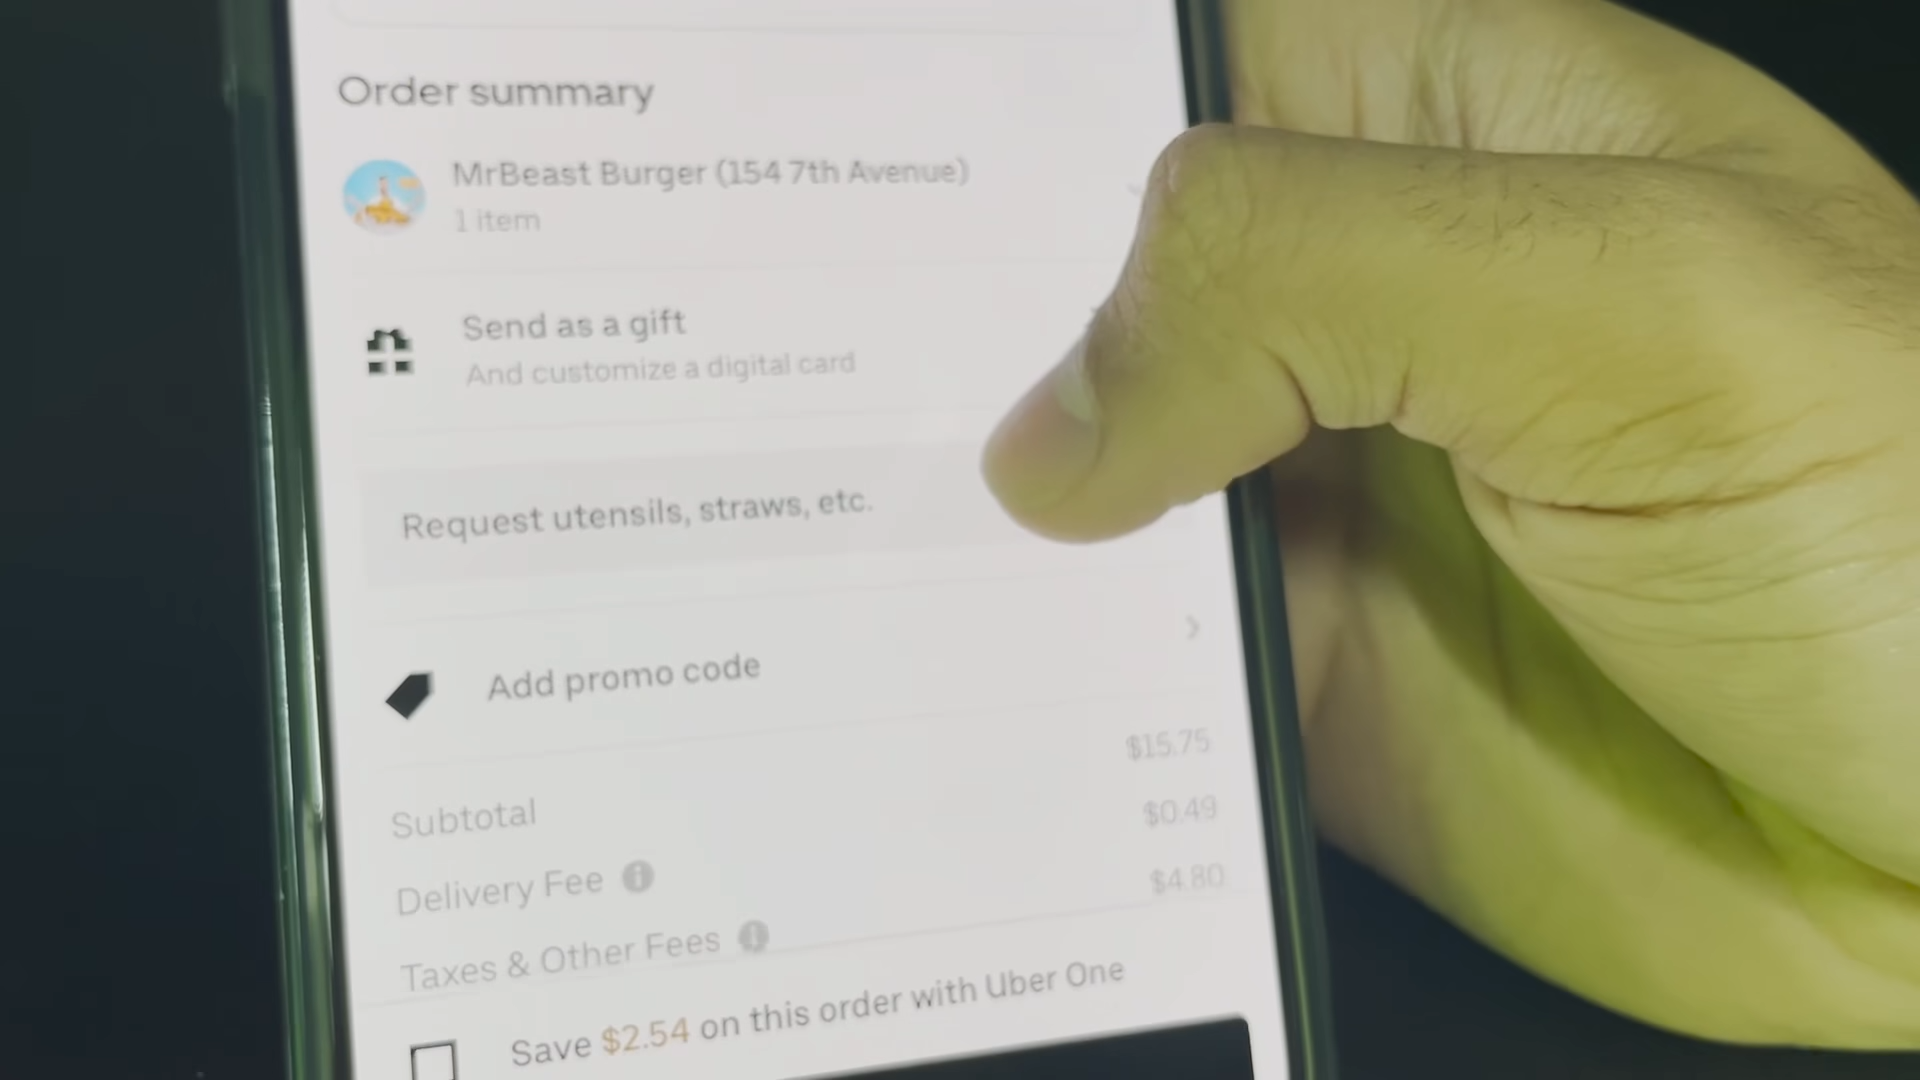 Order summary
MrBeast Burger (154 7th Avenue)
1 item
Send as a gift
And customize a digital card
Request utensils, straws, etc.
Add promo code
Subtotal $15.75
Delivery Fee $0.49
Taxes & Other Fees $4.80
Save $2.54 on this order with Uber One